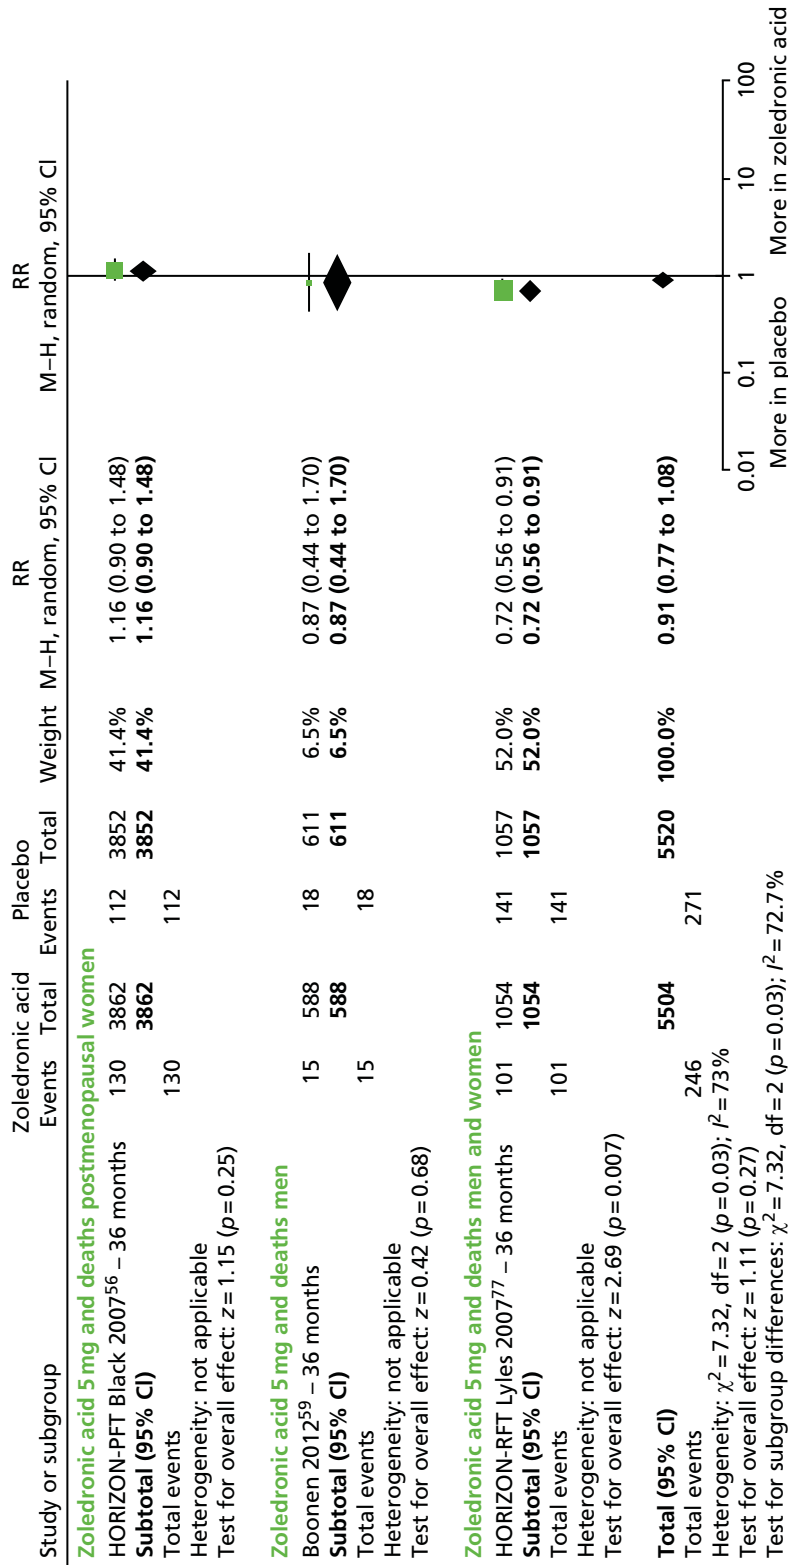 Zoledronic acid Placebo RR RR
Study or subgroup Events Total Events Total Weight M–H, random, 95% CI M–H, random, 95% CI
Zoledronic acid 5 mg and deaths postmenopausal women
HORIZON-PFT Black 2007⁵⁶ – 36 months 130 3862 112 3852 41.4% 1.16 (0.90 to 1.48)
Subtotal (95% CI) 3862 3852 41.4% 1.16 (0.90 to 1.48)
Total events 130 112
Heterogeneity: not applicable
Test for overall effect: z = 1.15 (p = 0.25)
Zoledronic acid 5 mg and deaths men
Boonen 2012⁵⁹ – 36 months 15 588 18 611 6.5% 0.87 (0.44 to 1.70)
Subtotal (95% CI) 588 611 6.5% 0.87 (0.44 to 1.70)
Total events 15 18
Heterogeneity: not applicable
Test for overall effect: z = 0.42 (p = 0.68)
Zoledronic acid 5 mg and deaths men and women
HORIZON-RFT Lyles 2007⁷⁷ – 36 months 101 1054 141 1057 52.0% 0.72 (0.56 to 0.91)
Subtotal (95% CI) 1054 1057 52.0% 0.72 (0.56 to 0.91)
Total events 101 141
Heterogeneity: not applicable
Test for overall effect: z = 2.69 (p = 0.007)
Total (95% CI) 5504 5520 100.0% 0.91 (0.77 to 1.08)
Total events 246 271
Heterogeneity: χ² = 7.32, df = 2 (p = 0.03); I² = 73%
Test for overall effect: z = 1.11 (p = 0.27)
Test for subgroup differences: χ² = 7.32, df = 2 (p = 0.03); I² = 72.7%
0.01 0.1 1 10 100
More in placebo More in zoledronic acid